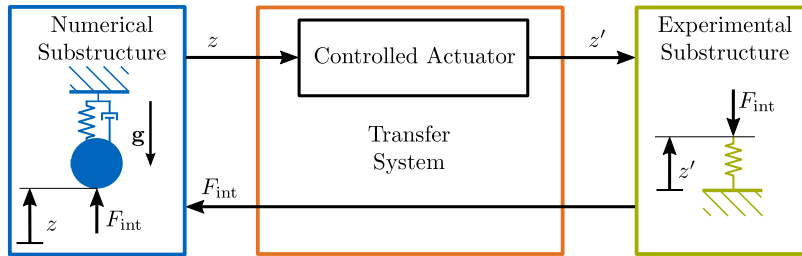 Numerical
Substructure
g
z
F_int
z
Controlled Actuator
Transfer
System
z′
F_int
Experimental
Substructure
F_int
z′